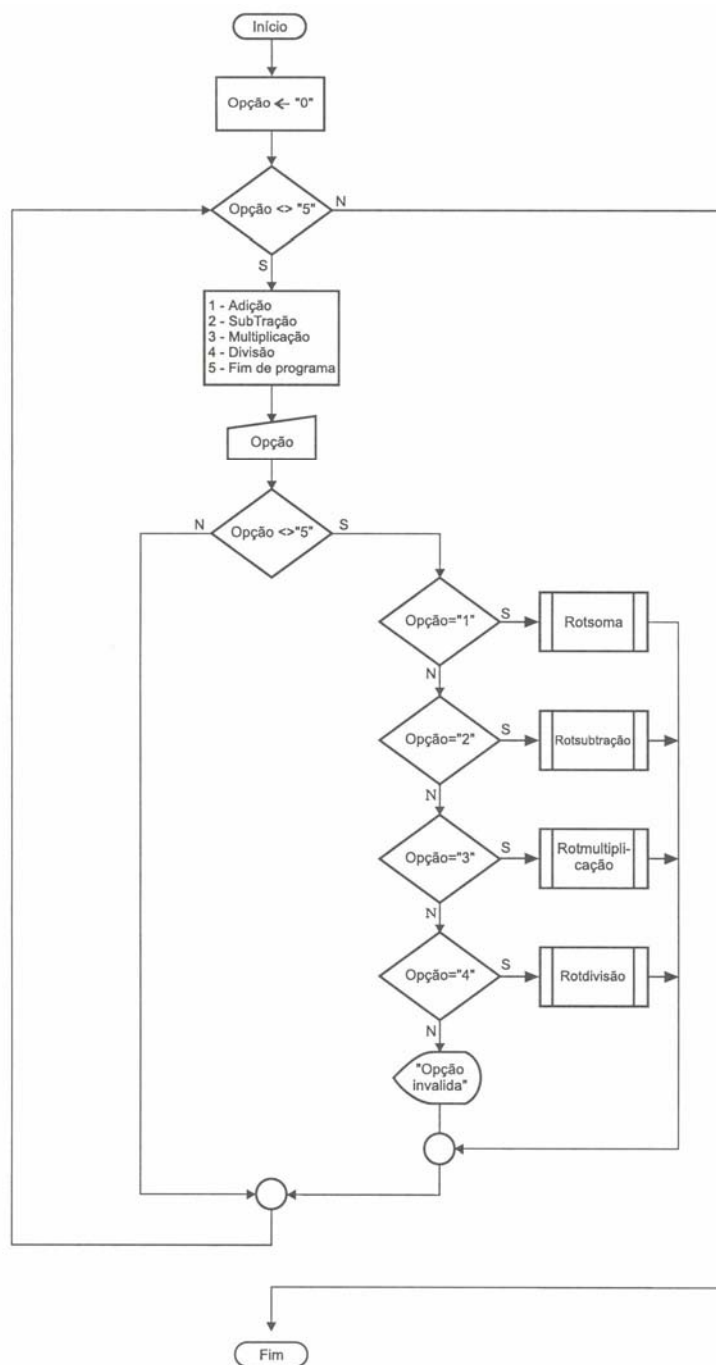 Início
Opção ← "0"
Opção <> "5"
N
S
1 - Adição
2 - SubTração
3 - Multiplicação
4 - Divisão
5 - Fim de programa
Opção
N
Opção <>"5"
S
Opção="1"
S
Rotsoma
N
Opção="2"
S
Rotsubtração
N
Opção="3"
S
Rotmultipli-
cação
N
Opção="4"
S
Rotdivisão
N
"Opção
invalida"
Fim